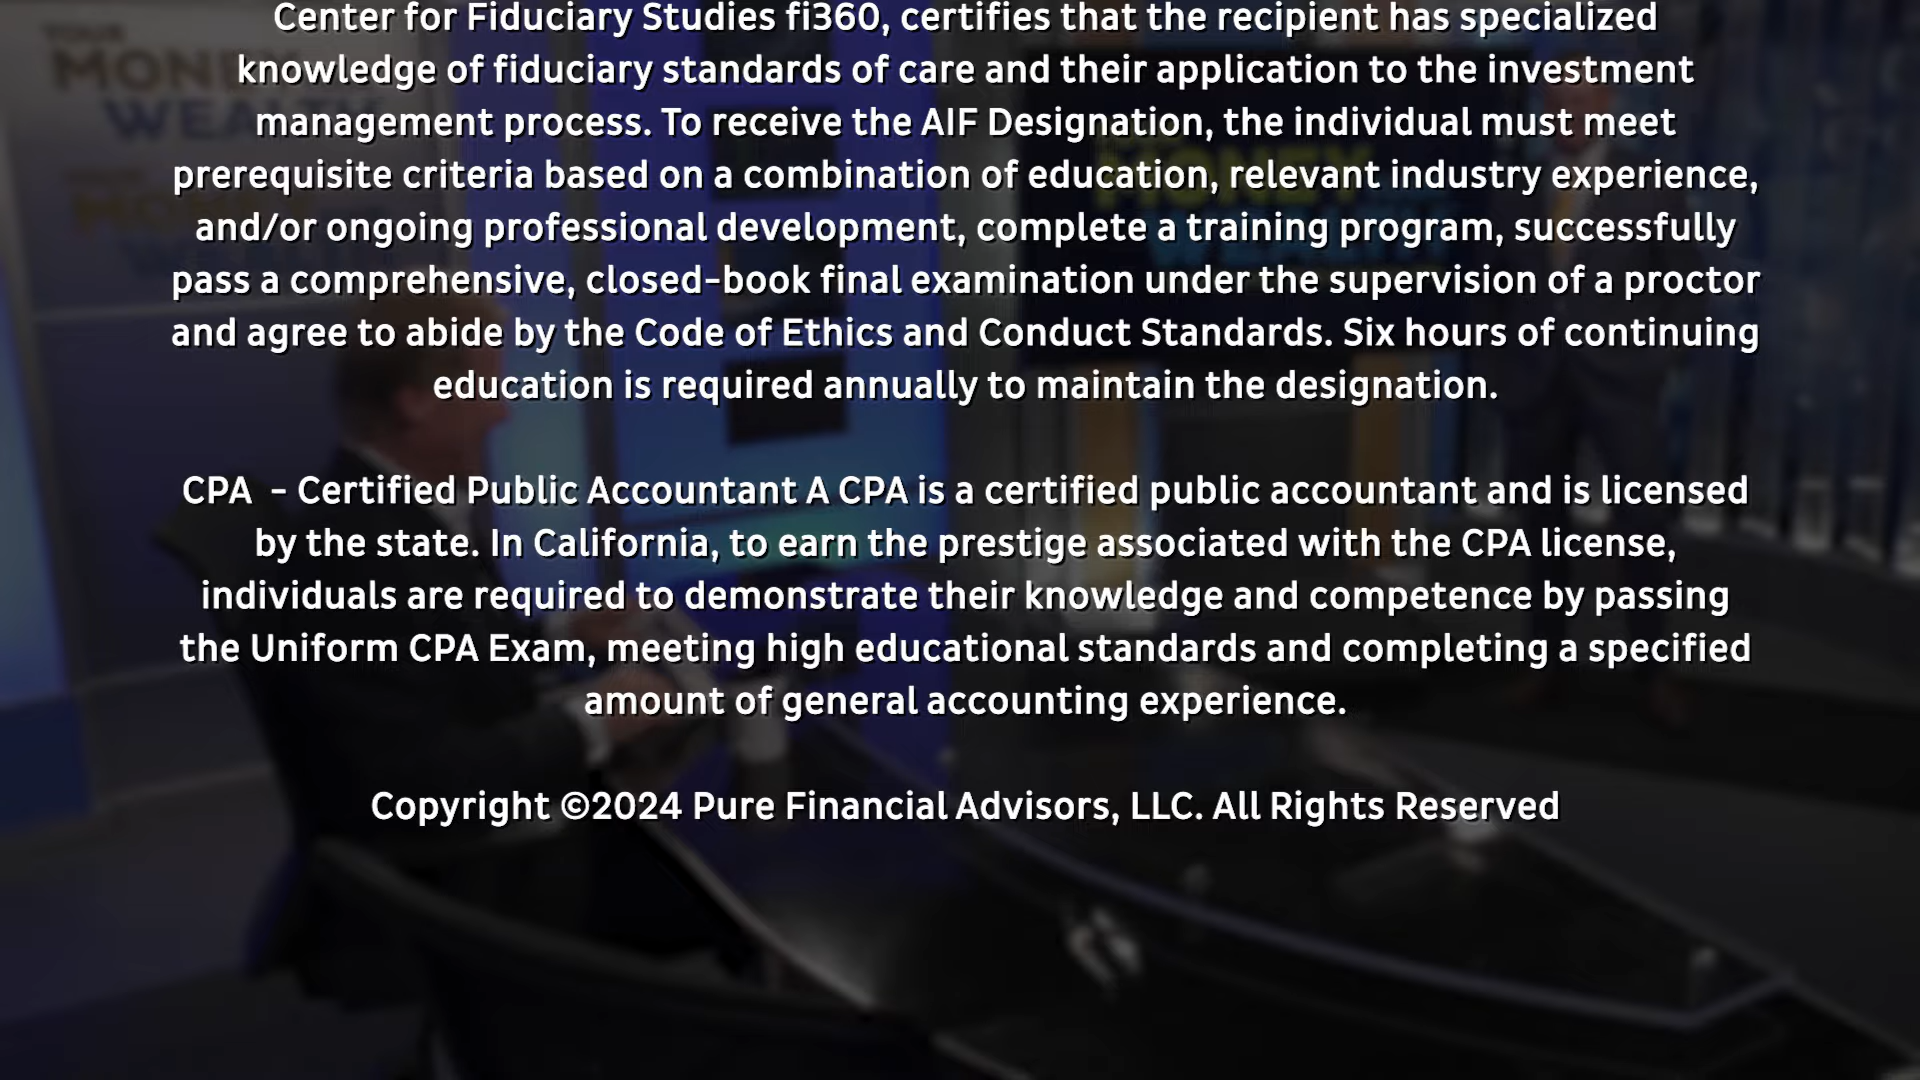 Center for Fiduciary Studies fi360, certifies that the recipient has specialized
knowledge of fiduciary standards of care and their application to the investment
management process. To receive the AIF Designation, the individual must meet
prerequisite criteria based on a combination of education, relevant industry experience,
and/or ongoing professional development, complete a training program, successfully
pass a comprehensive, closed-book final examination under the supervision of a proctor
and agree to abide by the Code of Ethics and Conduct Standards. Six hours of continuing
education is required annually to maintain the designation.
CPA - Certified Public Accountant A CPA is a certified public accountant and is licensed
by the state. In California, to earn the prestige associated with the CPA license,
individuals are required to demonstrate their knowledge and competence by passing
the Uniform CPA Exam, meeting high educational standards and completing a specified
amount of general accounting experience.
Copyright ©2024 Pure Financial Advisors, LLC. All Rights Reserved
YOUR
MONEY
WEALTH
MONEY
MONEY
WEALTH